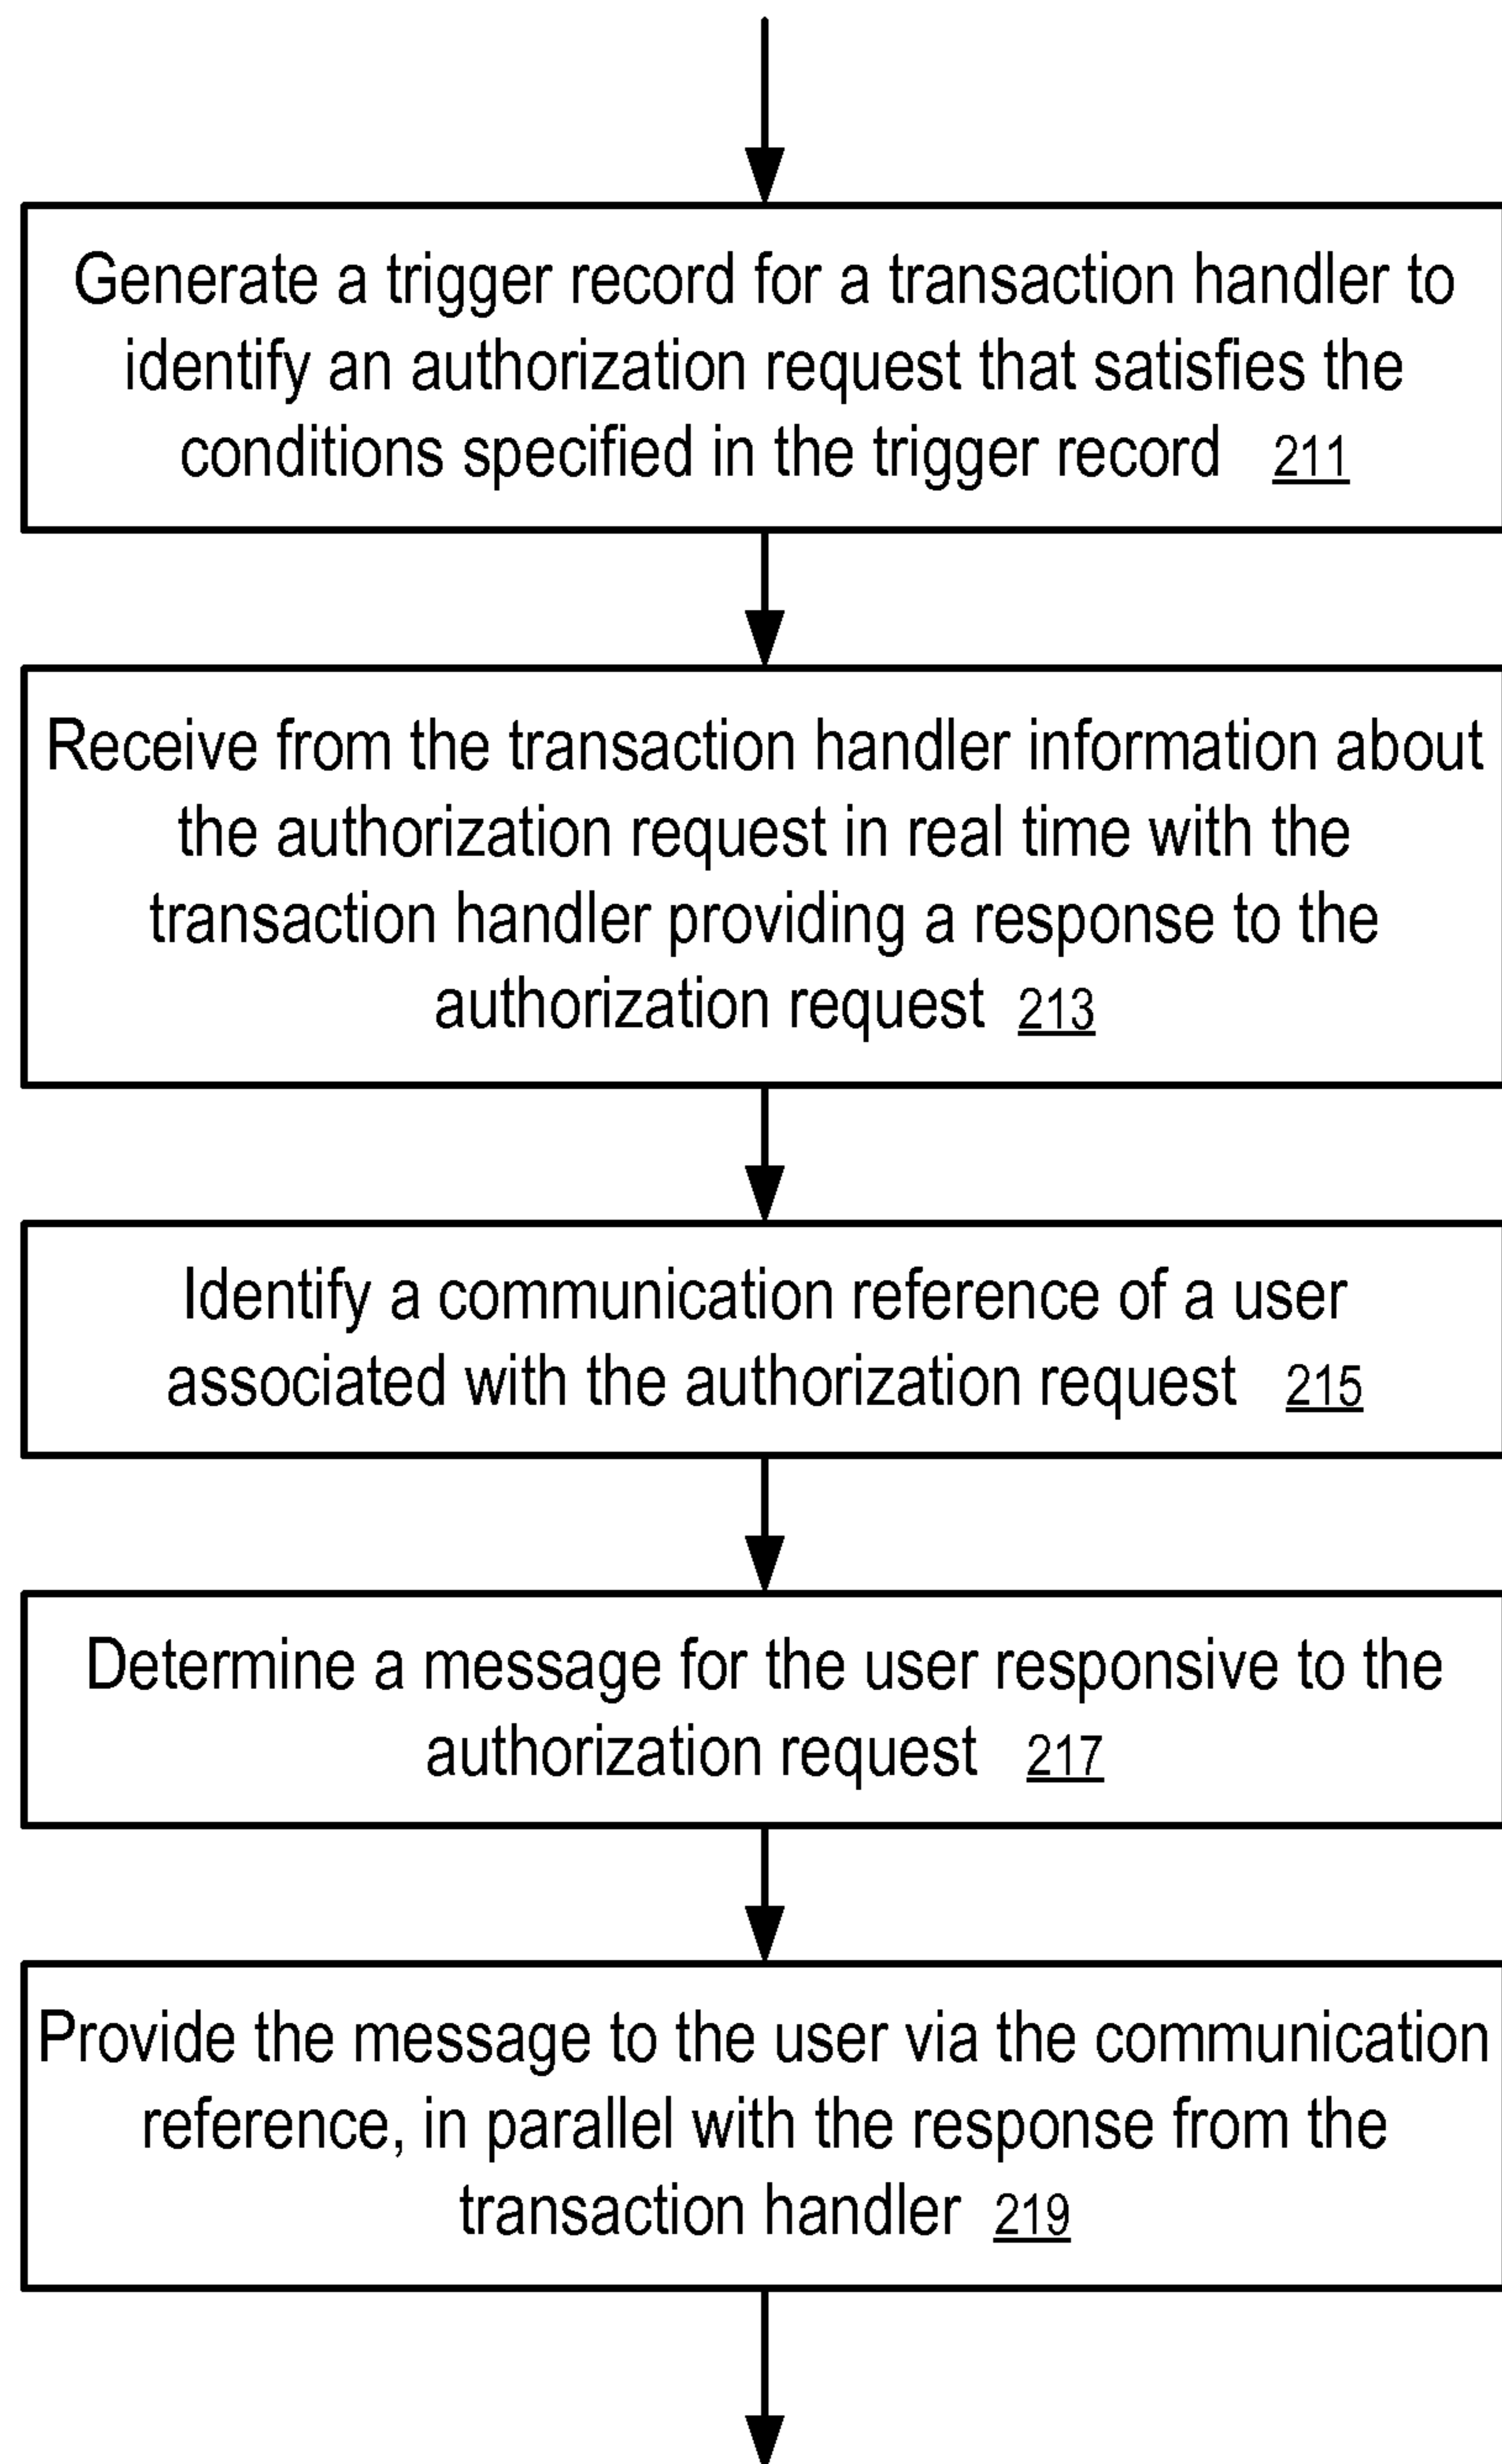 Generate a trigger record for a transaction handler to
identify an authorization request that satisfies the
conditions specified in the trigger record 211
Receive from the transaction handler information about
the authorization request in real time with the
transaction handler providing a response to the
authorization request 213
Identify a communication reference of a user
associated with the authorization request 215
Determine a message for the user responsive to the
authorization request 217
Provide the message to the user via the communication
reference, in parallel with the response from the
transaction handler 219